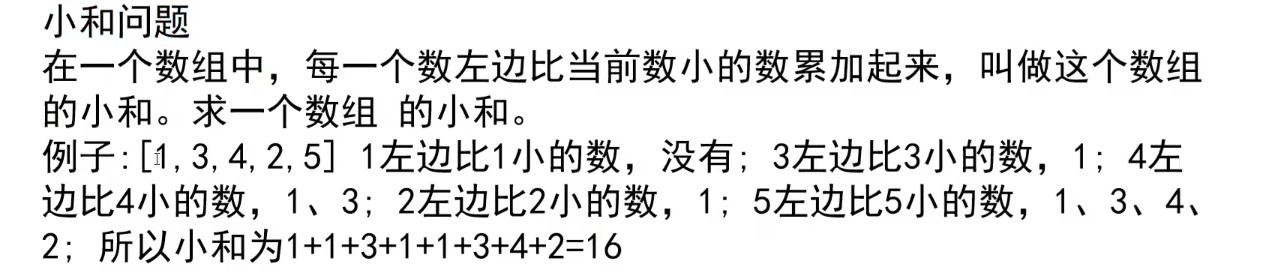 小和问题
在一个数组中，每一个数左边比当前数小的数累加起来，叫做这个数组
的小和。求一个数组 的小和。
例子:[1,3,4,2,5] 1左边比1小的数，没有; 3左边比3小的数，1; 4左
边比4小的数，1、3; 2左边比2小的数，1; 5左边比5小的数，1、3、4、
2; 所以小和为1+1+3+1+1+3+4+2=16